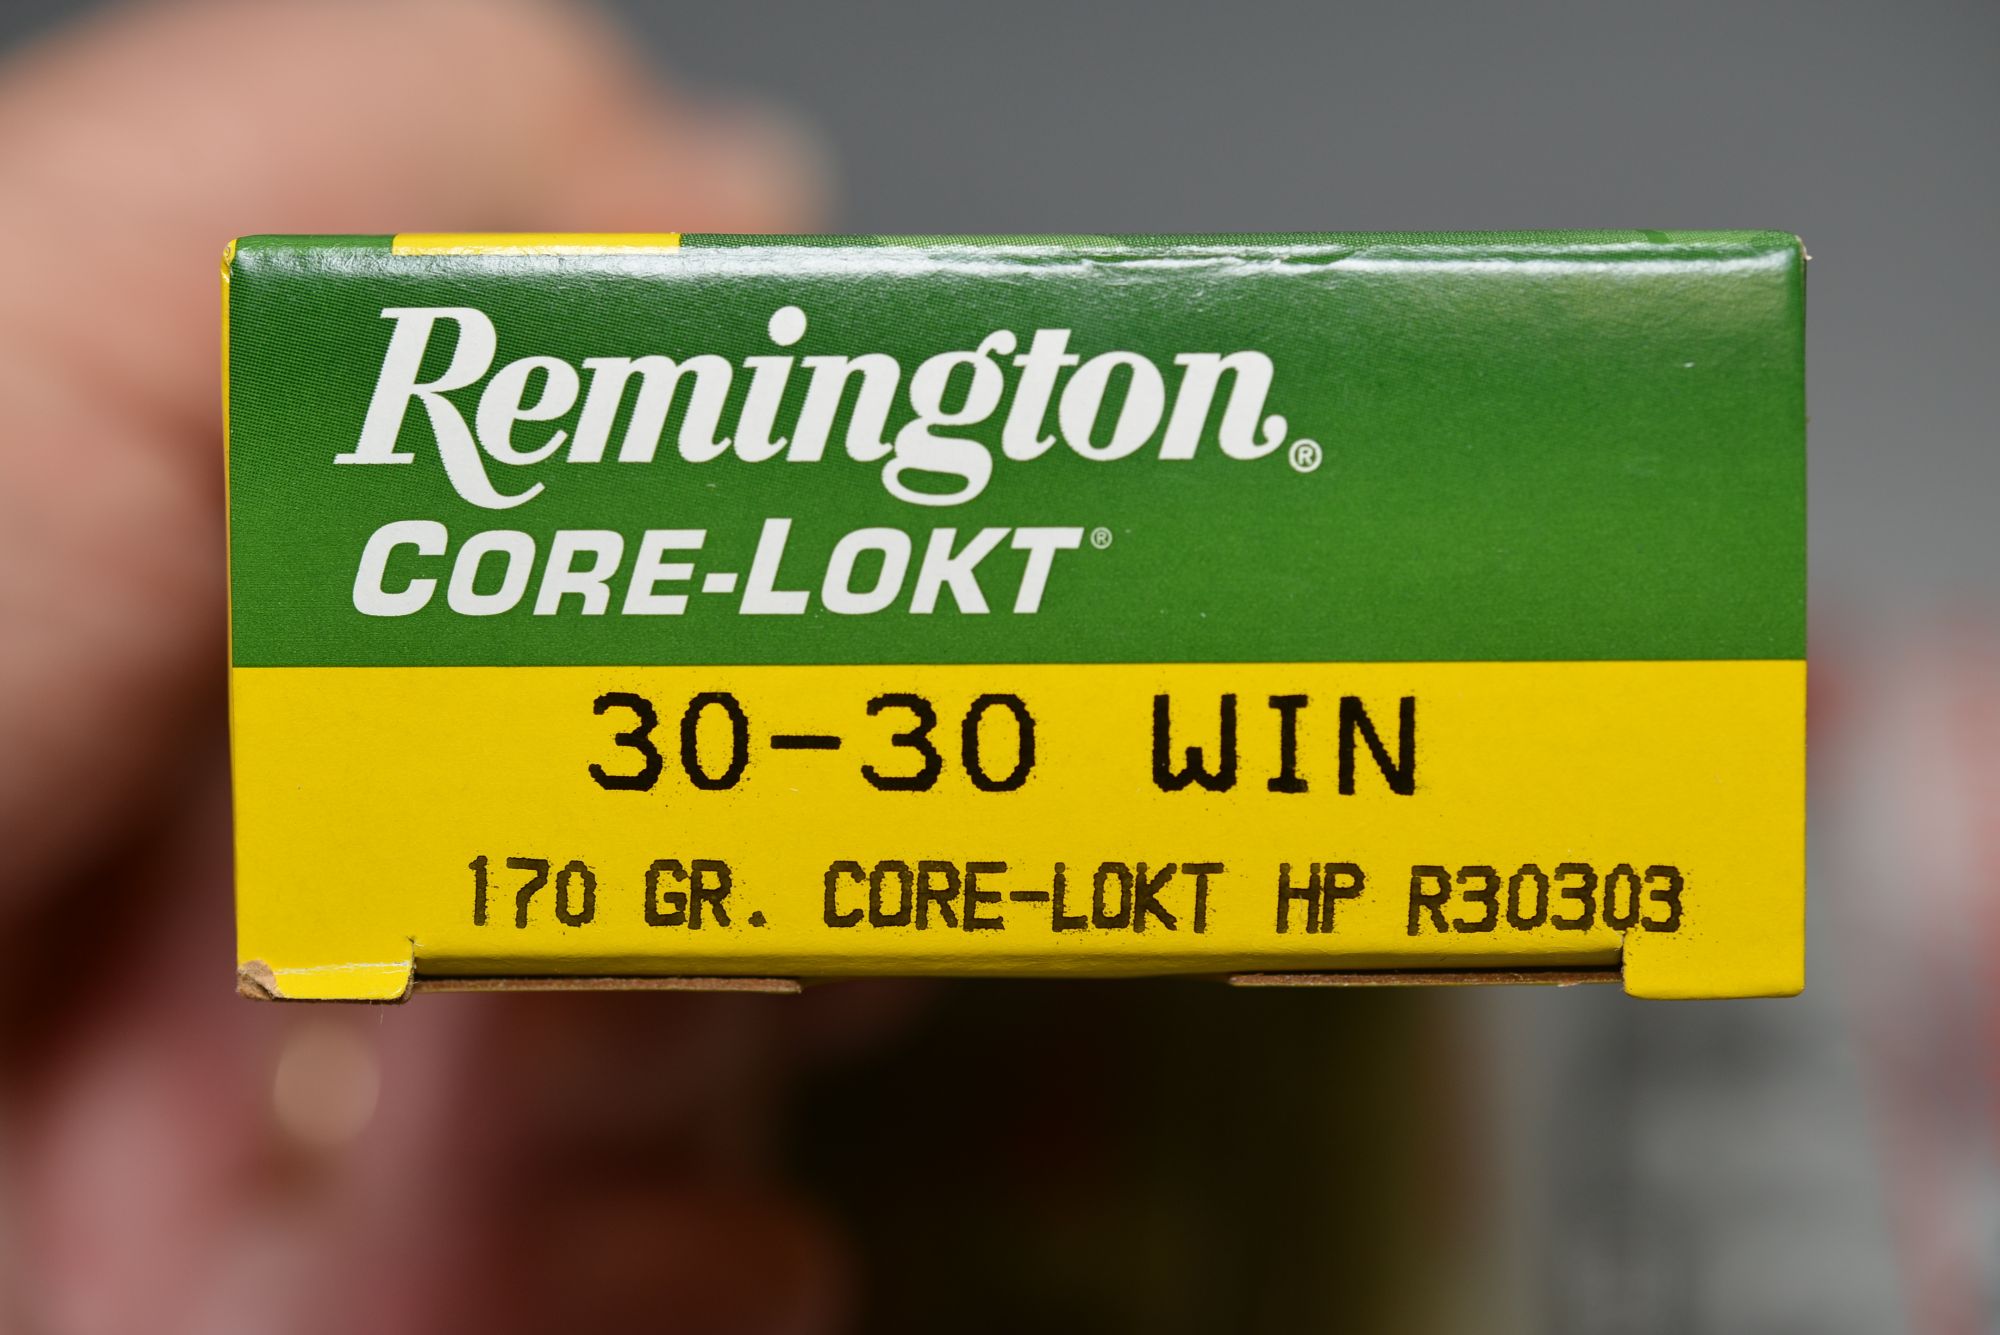 Remington®
CORE-LOKT®
30-30 WIN
170 GR. CORE-LOKT HP R30303